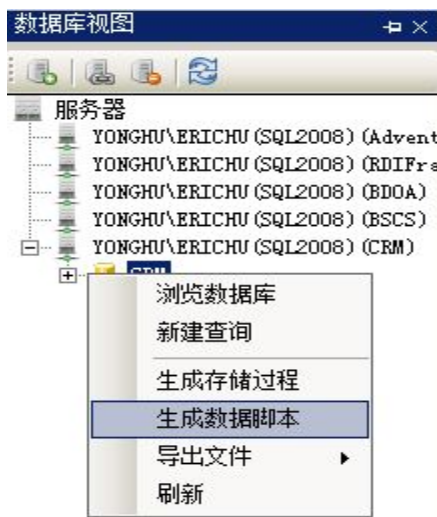 数据库视图
服务器
YONGHU\ERICHU(SQL2008)(Advent
YONGHU\ERICHU(SQL2008)(RDIFra
YONGHU\ERICHU(SQL2008)(BDOA)
YONGHU\ERICHU(SQL2008)(BSCS)
YONGHU\ERICHU(SQL2008)(CRM)
CRM
浏览数据库
新建查询
生成存储过程
生成数据脚本
导出文件
刷新